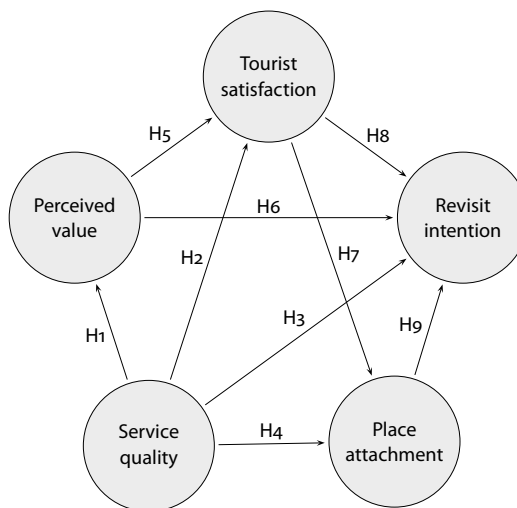 Tourist
satisfaction
H5
H8
Perceived
value
H6
Revisit
intention
H2
H7
H1
H3
H9
Service
quality
H4
Place
attachment